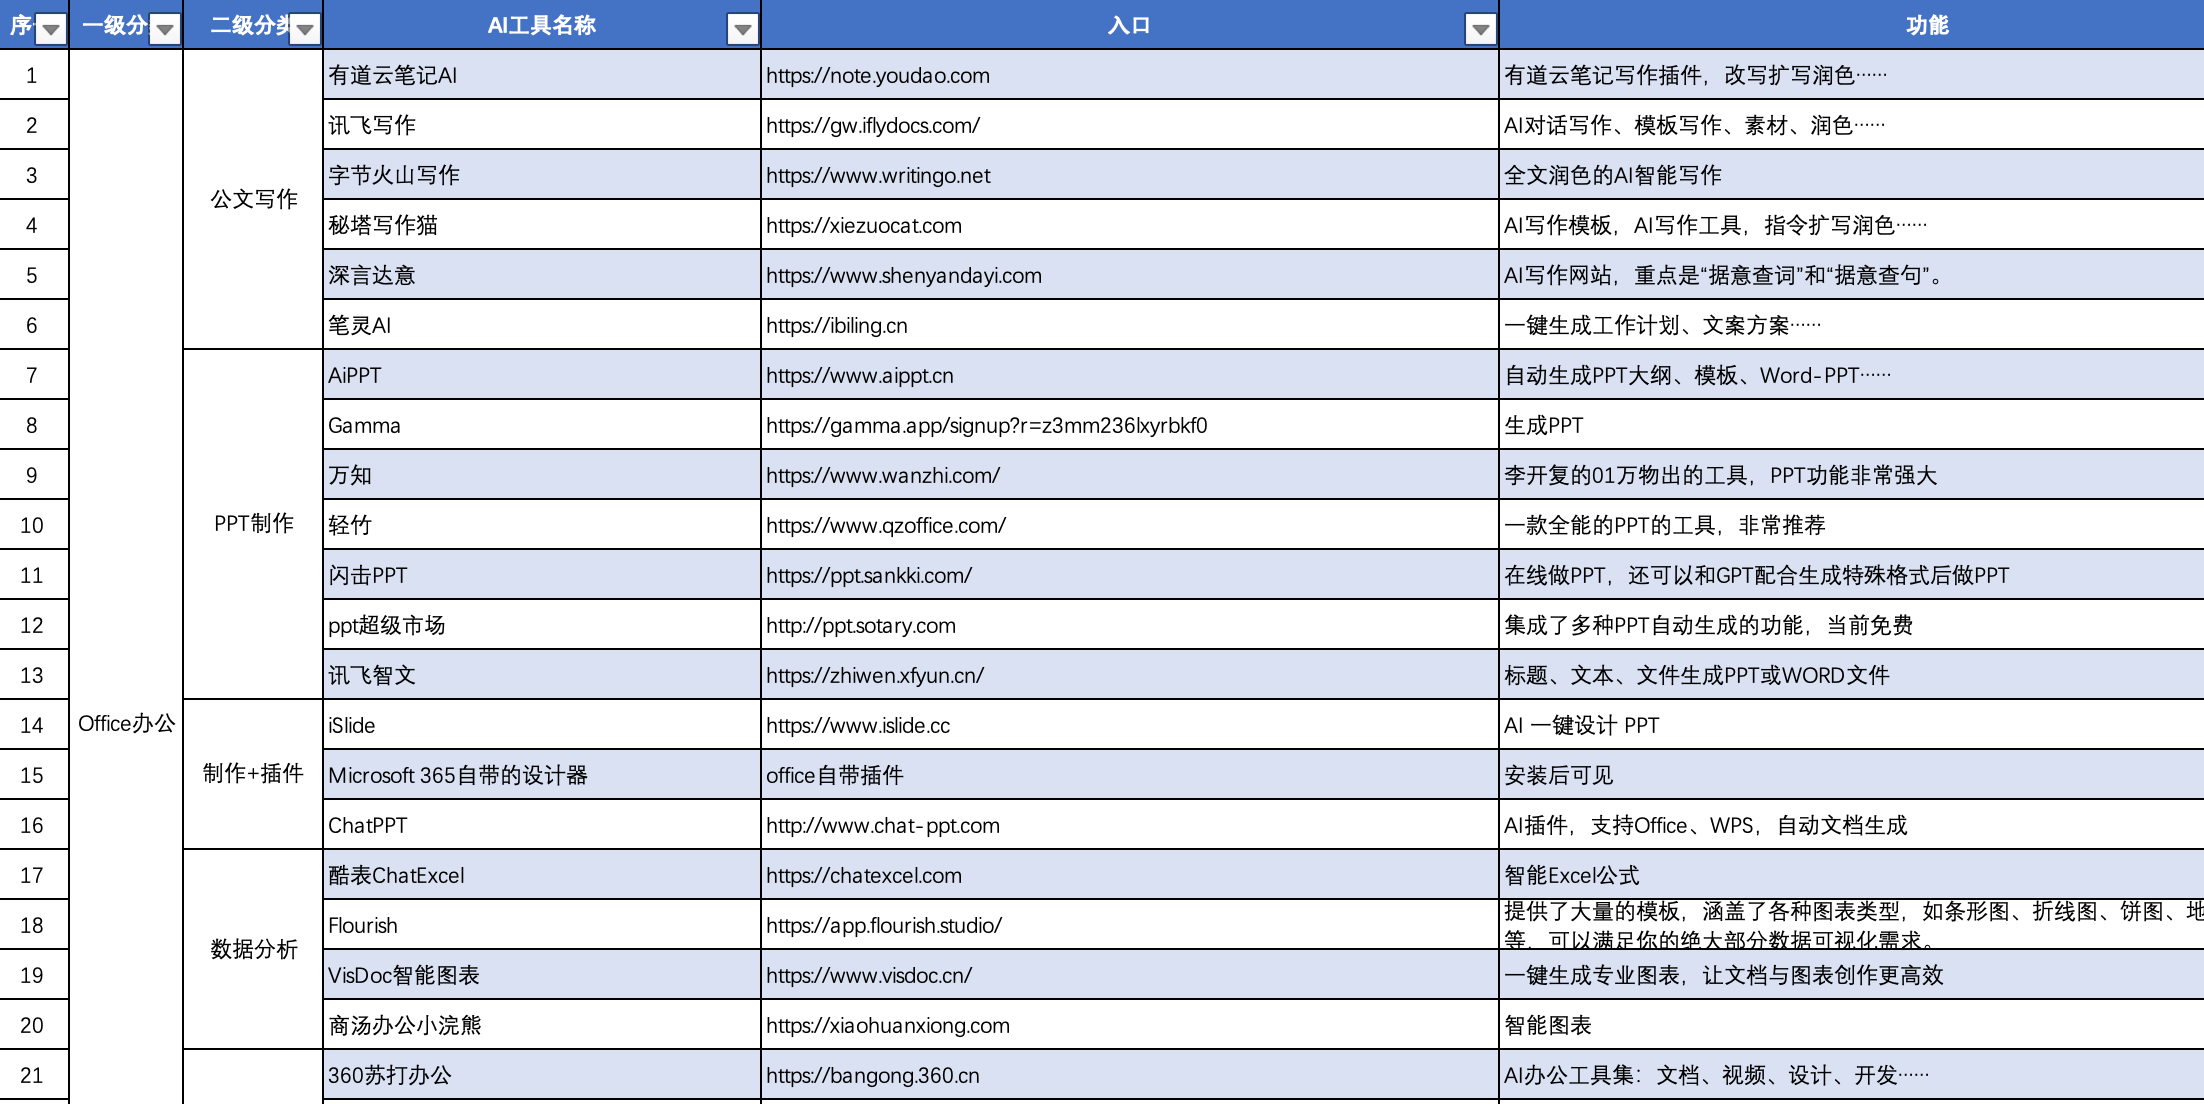 序 一级分 二级分类 AI工具名称 入口 功能
1 有道云笔记AI https://note.youdao.com 有道云笔记写作插件，改写扩写润色……
2 讯飞写作 https://gw.iflydocs.com/ AI对话写作、模板写作、素材、润色……
3 字节火山写作 https://www.writingo.net 全文润色的AI智能写作
公文写作
4 秘塔写作猫 https://xiezuocat.com AI写作模板，AI写作工具，指令扩写润色……
5 深言达意 https://www.shenyandayi.com AI写作网站，重点是“据意查词”和“据意查句”。
6 笔灵AI https://ibiling.cn 一键生成工作计划、文案方案……
7 AiPPT https://www.aippt.cn 自动生成PPT大纲、模板、Word-PPT……
8 Gamma https://gamma.app/signup?r=z3mm236lxyrbkf0 生成PPT
9 万知 https://www.wanzhi.com/ 李开复的01万物出的工具，PPT功能非常强大
10 PPT制作 轻竹 https://www.qzoffice.com/ 一款全能的PPT的工具，非常推荐
11 闪击PPT https://ppt.sankki.com/ 在线做PPT，还可以和GPT配合生成特殊格式后做PPT
12 ppt超级市场 http://ppt.sotary.com 集成了多种PPT自动生成的功能，当前免费
13 讯飞智文 https://zhiwen.xfyun.cn/ 标题、文本、文件生成PPT或WORD文件
14 Office办公 iSlide https://www.islide.cc AI 一键设计 PPT
15 制作+插件 Microsoft 365自带的设计器 office自带插件 安装后可见
16 ChatPPT http://www.chat-ppt.com AI插件，支持Office、WPS，自动文档生成
17 酷表ChatExcel https://chatexcel.com 智能Excel公式
18 Flourish https://app.flourish.studio/ 提供了大量的模板，涵盖了各种图表类型，如条形图、折线图、饼图、地
等，可以满足你的绝大部分数据可视化需求。
数据分析
19 VisDoc智能图表 https://www.visdoc.cn/ 一键生成专业图表，让文档与图表创作更高效
20 商汤办公小浣熊 https://xiaohuanxiong.com 智能图表
21 360苏打办公 https://bangong.360.cn AI办公工具集：文档、视频、设计、开发……